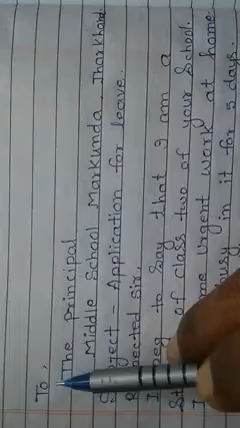 To,
The Principal
Middle School Markunda, Jharkhand
Subject - Application for leave.
Respected sir,
I beg to Say that I am a
of class two of your School.
I some Urgent work at home
busy in it for 5 days.